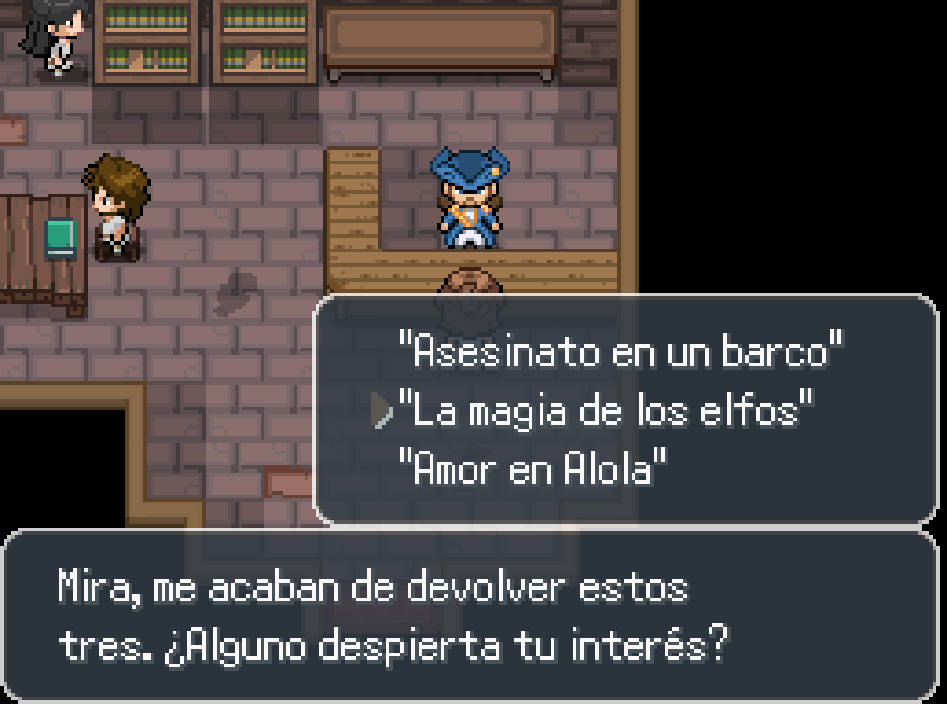 "Asesinato en un barco"
"La magia de los elfos"
"Amor en Alola"
Mira, me acaban de devolver estos
tres. ¿Alguno despierta tu interés?